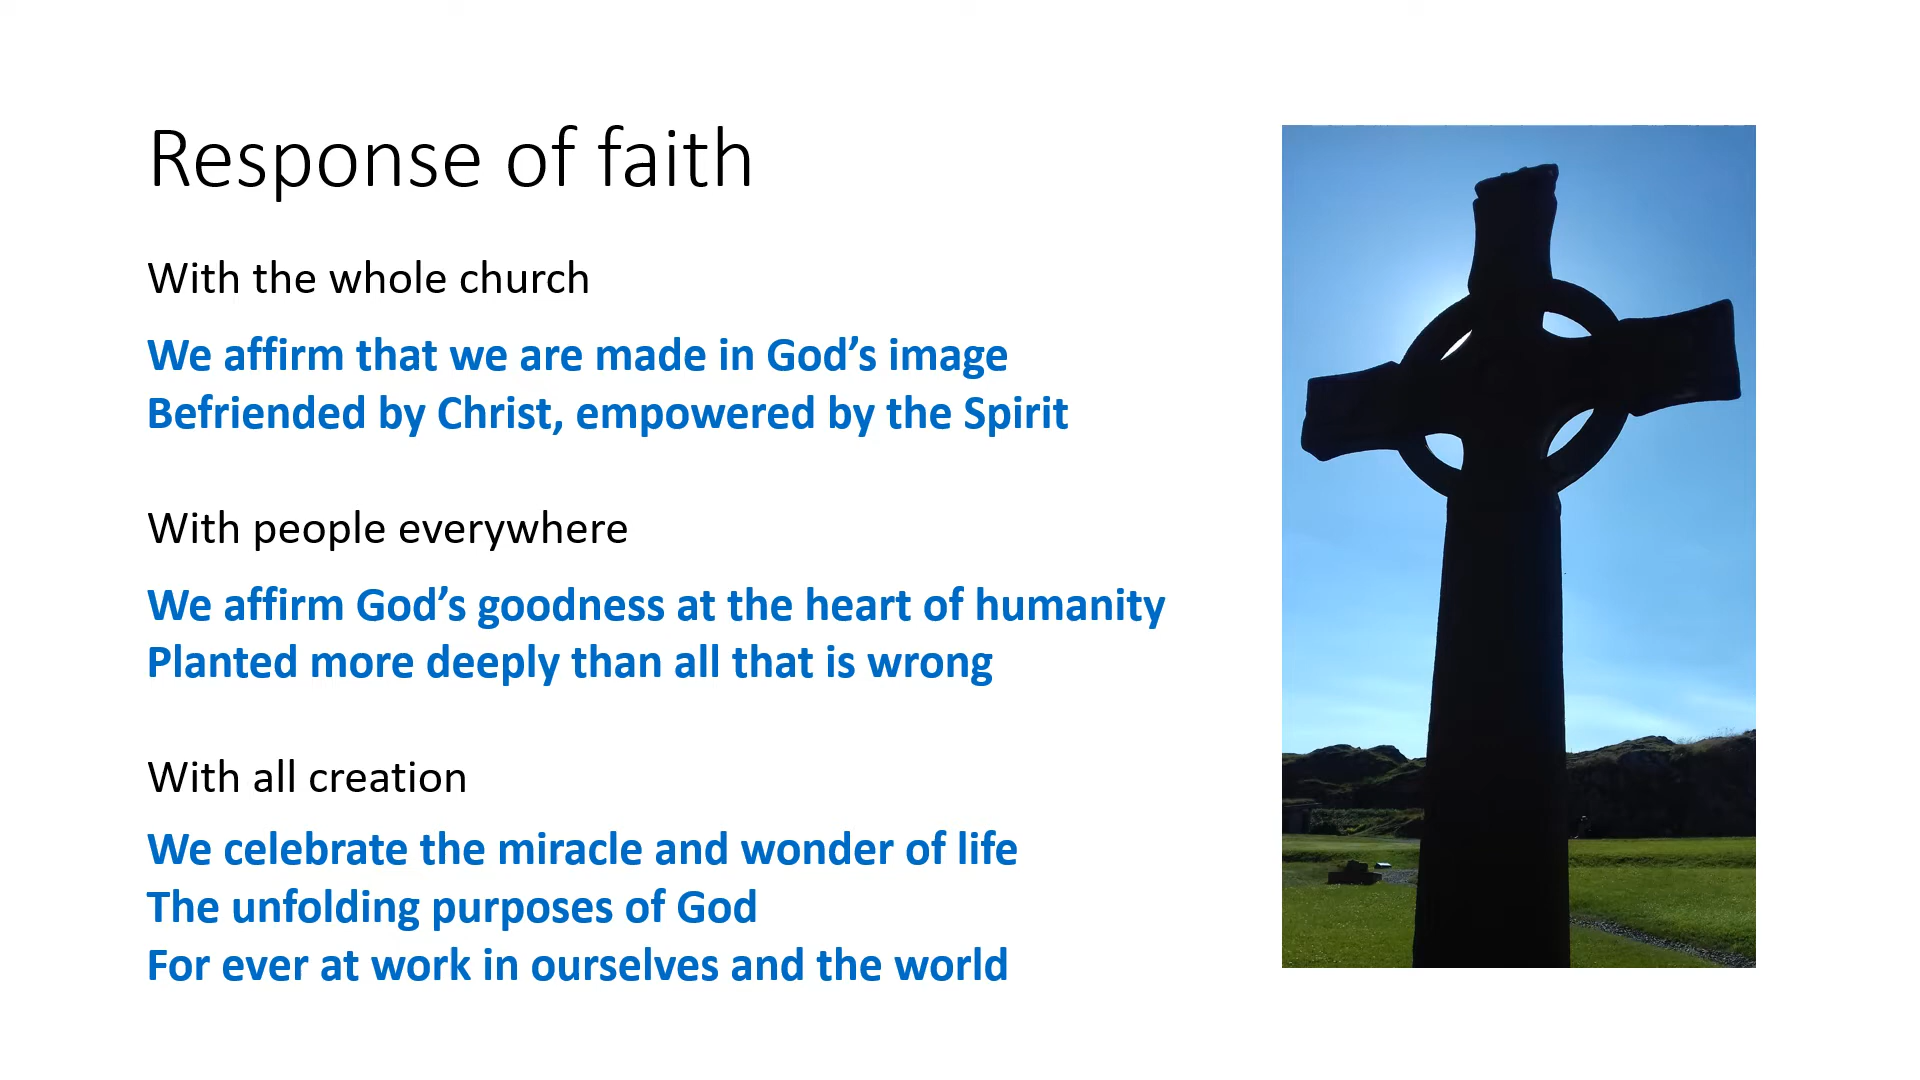 Response of faith
With the whole church
We affirm that we are made in God’s image
Befriended by Christ, empowered by the Spirit
With people everywhere
We affirm God’s goodness at the heart of humanity
Planted more deeply than all that is wrong
With all creation
We celebrate the miracle and wonder of life
The unfolding purposes of God
For ever at work in ourselves and the world